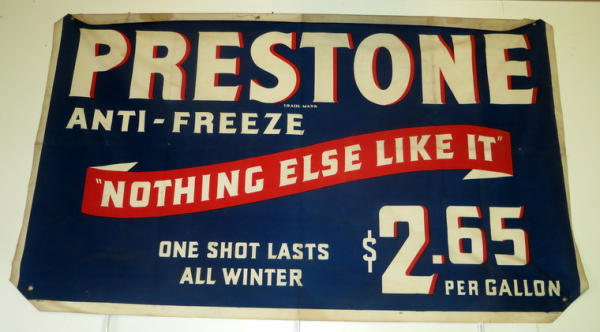 PRESTONE
TRADE MARK
ANTI-FREEZE
"NOTHING ELSE LIKE IT"
ONE SHOT LASTS
ALL WINTER
$2.65
PER GALLON